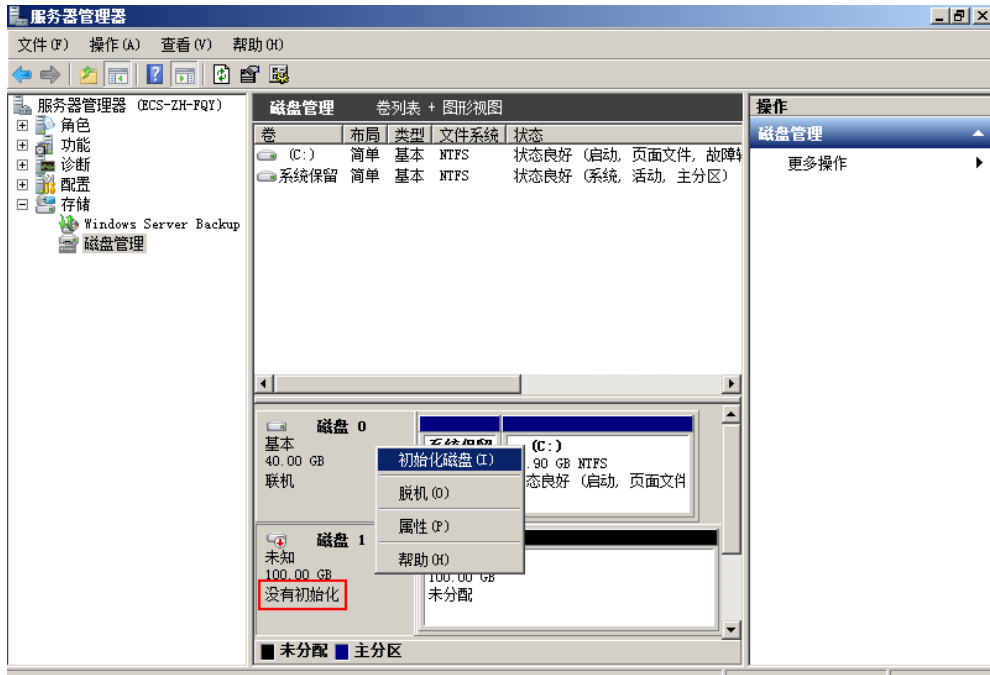 服务器管理器
文件(F) 操作(A) 查看(V) 帮助(H)
服务器管理器 (ECS-ZH-FQY)
角色
功能
诊断
配置
存储
Windows Server Backup
磁盘管理
磁盘管理 卷列表 + 图形视图
卷 布局 类型 文件系统 状态
(C:) 简单 基本 NTFS 状态良好 (启动, 页面文件, 故障
系统保留 简单 基本 NTFS 状态良好 (系统, 活动, 主分区)
操作
磁盘管理
更多操作
磁盘 0
基本
40.00 GB
联机
系统保留
(C:)
.90 GB NTFS
态良好 (启动, 页面文件
初始化磁盘(I)
脱机(O)
属性(P)
帮助(H)
磁盘 1
未知
100.00 GB
没有初始化
100.00 GB
未分配
未分配 主分区